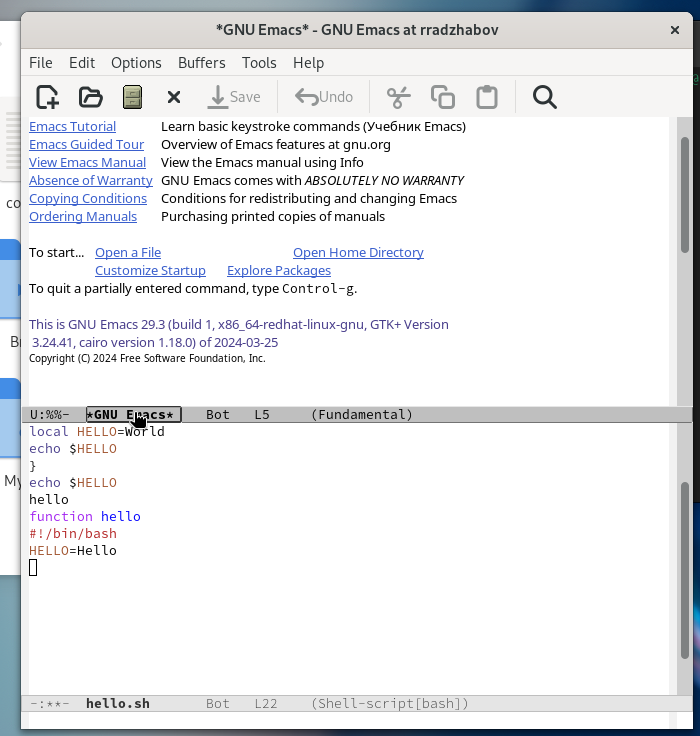 *GNU Emacs* - GNU Emacs at rradzhabov
File Edit Options Buffers Tools Help
Save Undo
Emacs Tutorial Learn basic keystroke commands (Учебник Emacs)
Emacs Guided Tour Overview of Emacs features at gnu.org
View Emacs Manual View the Emacs manual using Info
Absence of Warranty GNU Emacs comes with ABSOLUTELY NO WARRANTY
Copying Conditions Conditions for redistributing and changing Emacs
Ordering Manuals Purchasing printed copies of manuals
To start... Open a File Open Home Directory
Customize Startup Explore Packages
To quit a partially entered command, type Control-g.
This is GNU Emacs 29.3 (build 1, x86_64-redhat-linux-gnu, GTK+ Version
3.24.41, cairo version 1.18.0) of 2024-03-25
Copyright (C) 2024 Free Software Foundation, Inc.
U:%%- *GNU Emacs* Bot L5 (Fundamental)
local HELLO=World
echo $HELLO
}
echo $HELLO
hello
function hello
#!/bin/bash
HELLO=Hello
-:**- hello.sh Bot L22 (Shell-script[bash])